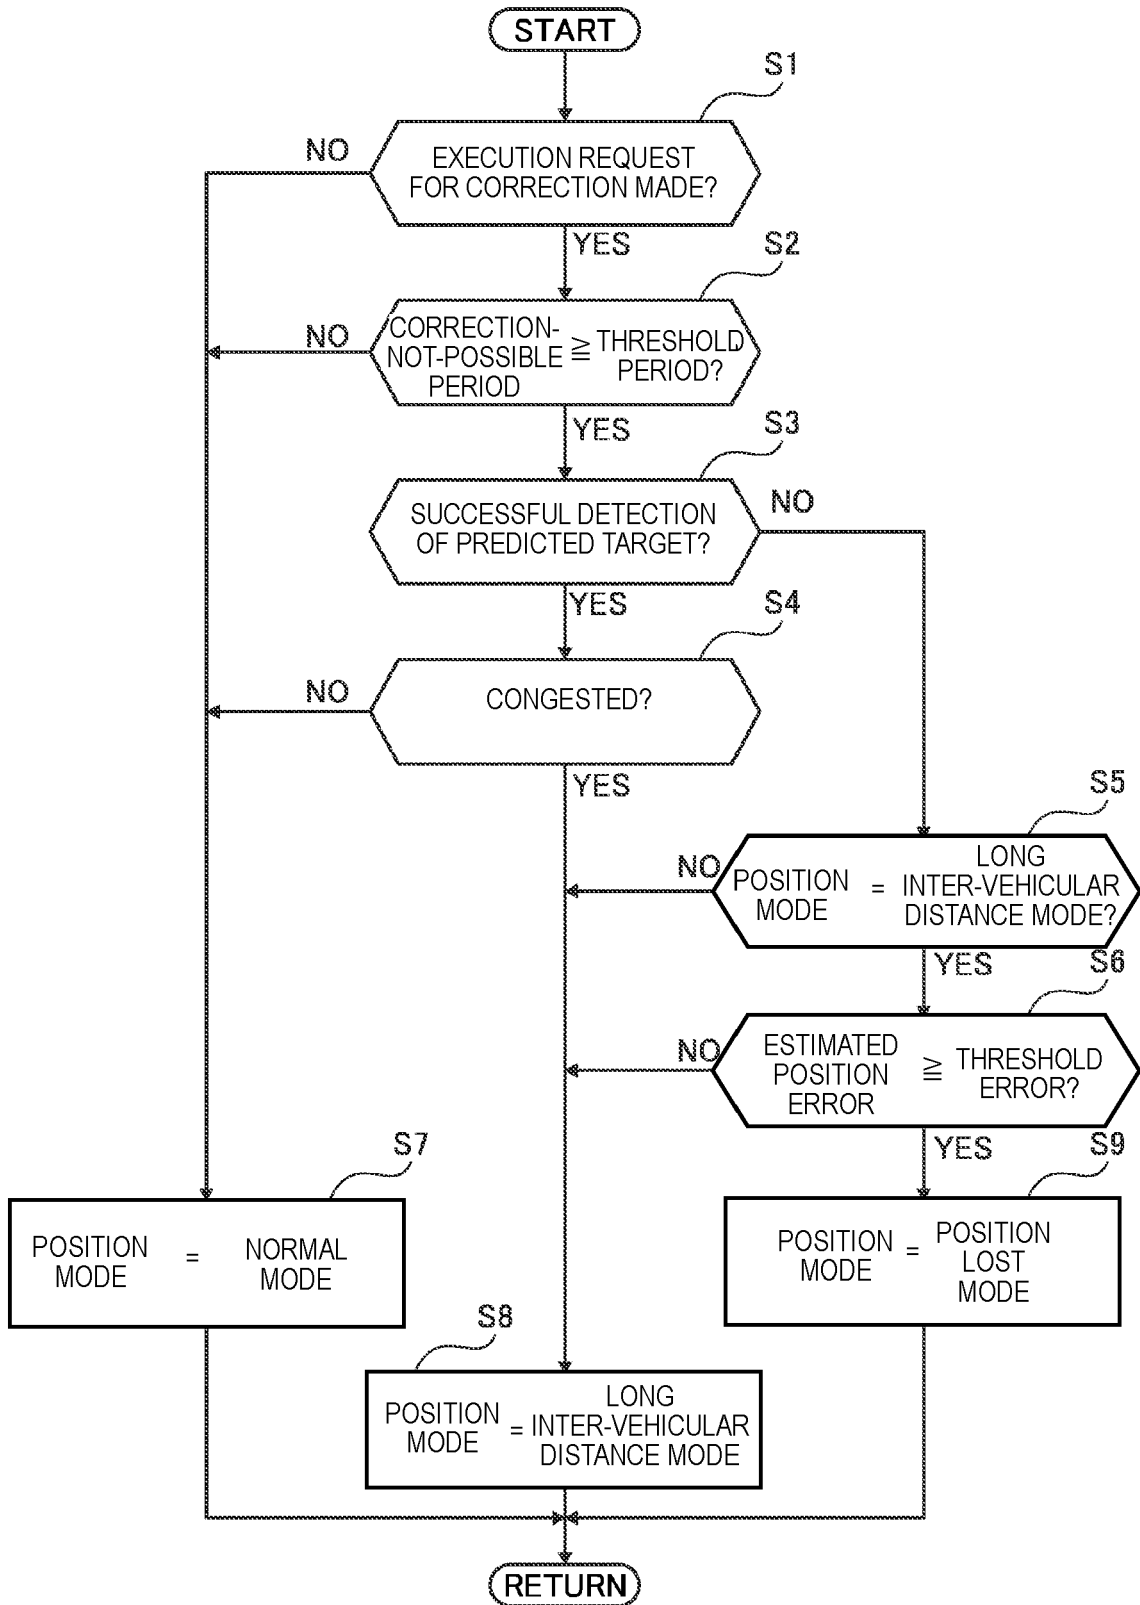 START
S1
NO
EXECUTION REQUEST
FOR CORRECTION MADE?
YES
S2
NO
CORRECTION-
NOT-POSSIBLE
PERIOD
≧
THRESHOLD
PERIOD?
YES
S3
SUCCESSFUL DETECTION
OF PREDICTED TARGET?
NO
YES
S4
NO
CONGESTED?
YES
S5
NO
POSITION
MODE
=
LONG
INTER-VEHICULAR
DISTANCE MODE?
YES
S6
NO
ESTIMATED
POSITION
ERROR
≧
THRESHOLD
ERROR?
YES
S9
POSITION
MODE
=
POSITION
LOST
MODE
S7
POSITION
MODE
=
NORMAL
MODE
S8
POSITION
MODE
=
LONG
INTER-VEHICULAR
DISTANCE MODE
RETURN